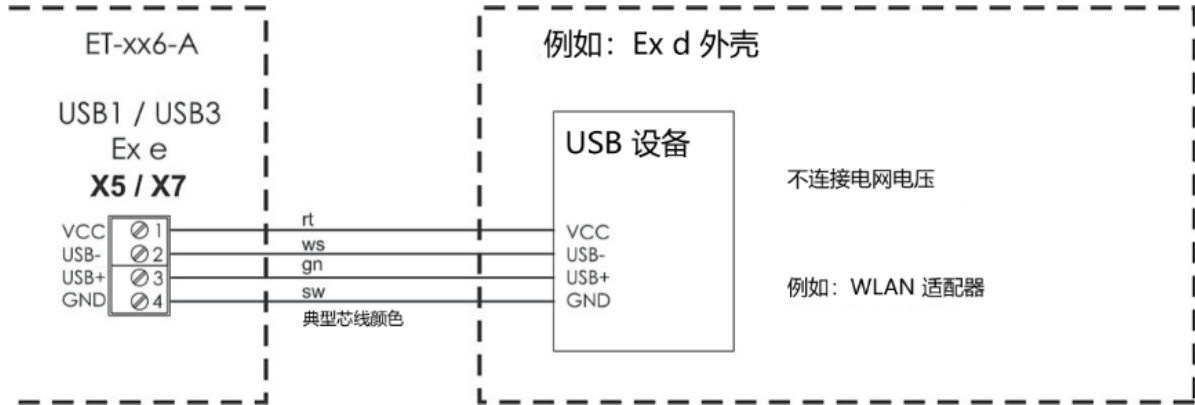 ET-xx6-A
USB1 / USB3
Ex e
X5 / X7
VCC 1
USB- 2
USB+ 3
GND 4
rt
ws
gn
sw
典型芯线颜色
例如：Ex d 外壳
USB 设备
VCC
USB-
USB+
GND
不连接电网电压
例如：WLAN 适配器